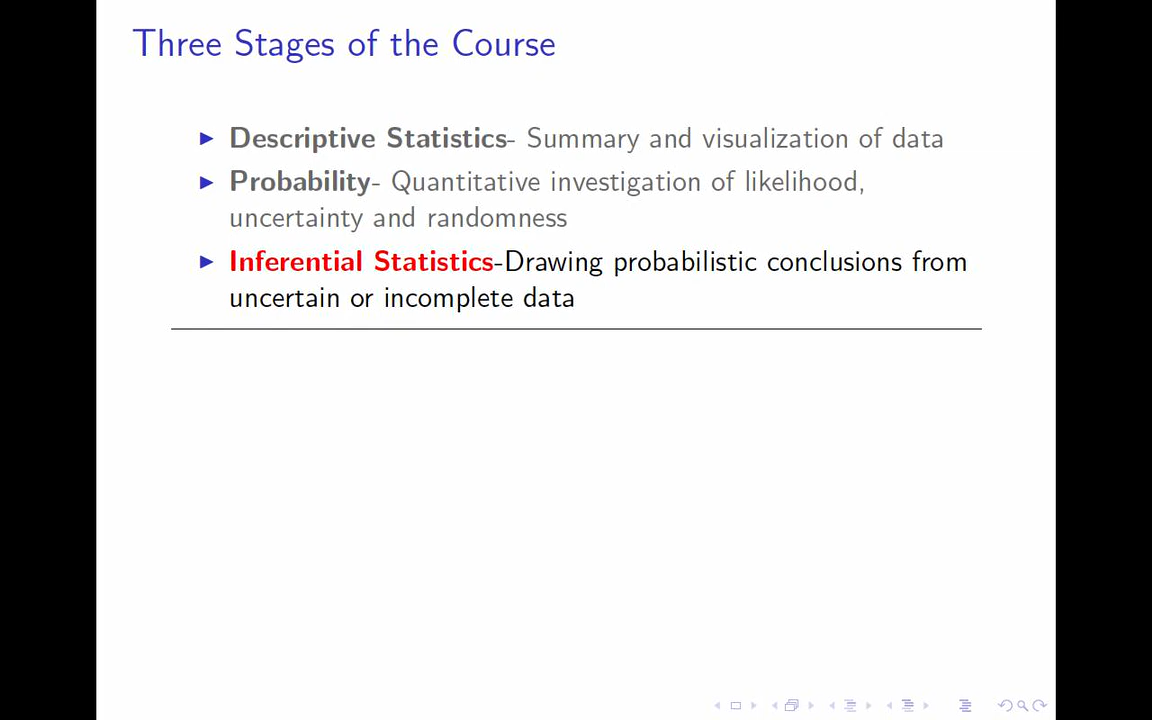 Three Stages of the Course
Descriptive Statistics- Summary and visualization of data
Probability- Quantitative investigation of likelihood,
uncertainty and randomness
Inferential Statistics-Drawing probabilistic conclusions from
uncertain or incomplete data